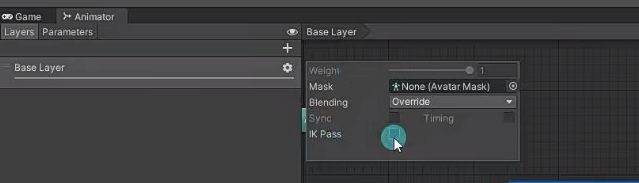 Game Animator
Layers Parameters Base Layer
+
Base Layer
Weight 1
Mask None (Avatar Mask)
Blending Override
Sync Timing
IK Pass